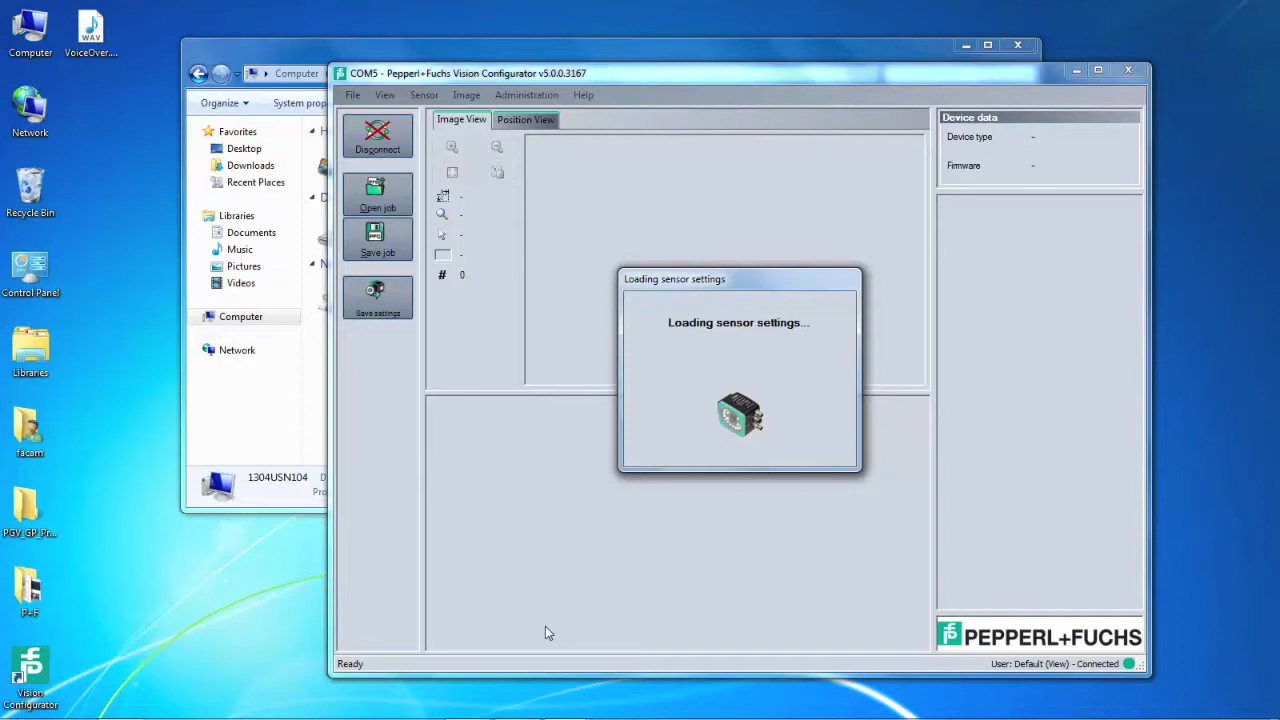 Computer
VoiceOver....
Network
Recycle Bin
Control Panel
Libraries
facam
PGV_GP_Pr...
P+F
Vision
Configurator
Computer
Organize
System prop
Favorites
Desktop
Downloads
Recent Places
Libraries
Documents
Music
Pictures
Videos
Computer
Network
1304USN104
COM5 - Pepperl+Fuchs Vision Configurator v5.0.0.3167
File View Sensor Image Administration Help
Disconnect
Open job
Save job
Save settings
Image View Position View
-
-
-
-
# 0
Loading sensor settings
Loading sensor settings...
Device data
Device type -
Firmware -
PEPPERL+FUCHS
Ready
User: Default (View) - Connected